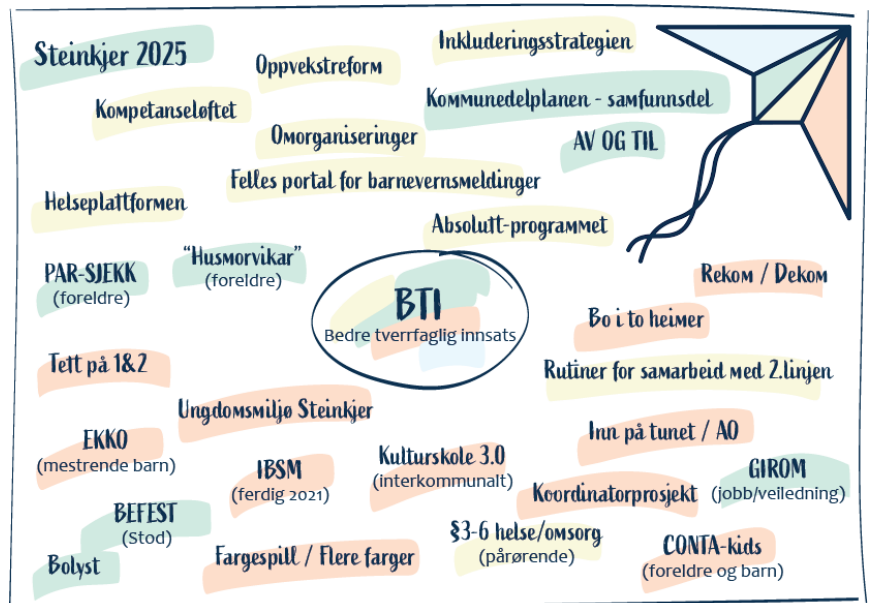 Steinkjer 2025
Oppvekstreform
Inkluderingsstrategien
Kompetanseløftet
Kommunedelplanen - samfunnsdel
Omorganiseringer
AV OG TIL
Felles portal for barnevernsmeldinger
Helseplattformen
Absolutt-programmet
PAR-SJEKK
(foreldre)
"Husmorvikar"
(foreldre)
BTI
Bedre tverrfaglig innsats
Rekom / Dekom
Bo i to heimer
Tett på 1&2
Rutiner for samarbeid med 2.linjen
Ungdomsmiljø Steinkjer
EKKO
(mestrende barn)
IBSM
(ferdig 2021)
Kulturskole 3.0
(interkommunalt)
Inn på tunet / AO
Koordinatorprosjekt
GIROM
(jobb/veiledning)
BEFEST
(Stod)
Bolyst
Fargespill / Flere farger
§3-6 helse/omsorg
(pårørende)
CONTA-kids
(foreldre og barn)